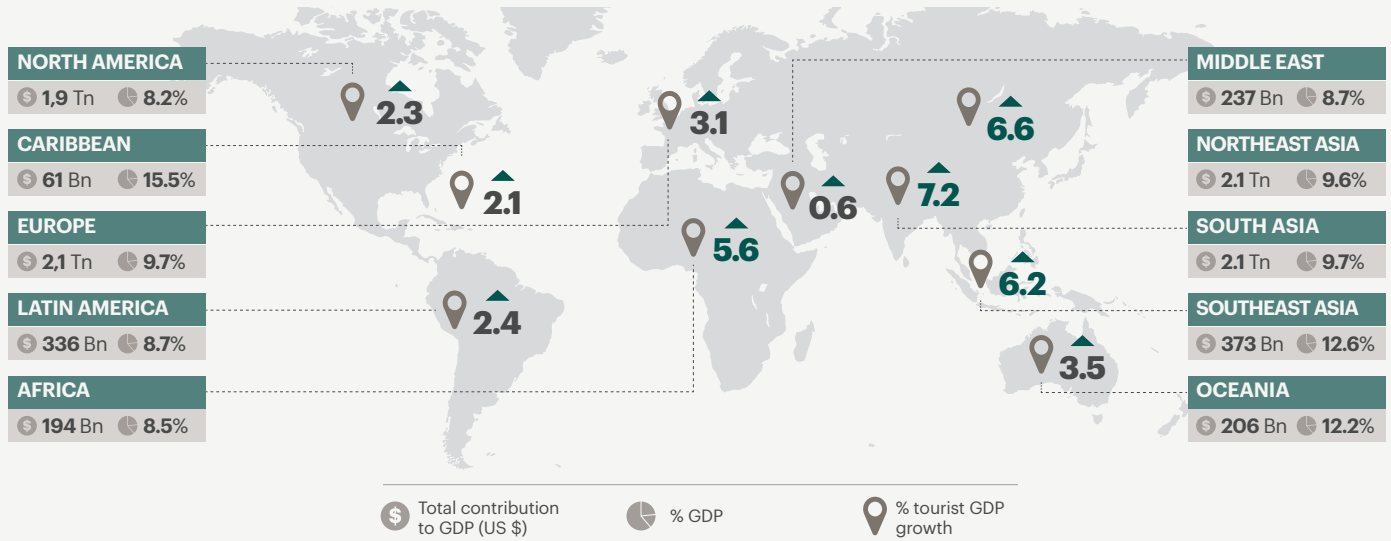 NORTH AMERICA
$ 1,9 Tn 8.2%
CARIBBEAN
$ 61 Bn 15.5%
EUROPE
$ 2,1 Tn 9.7%
LATIN AMERICA
$ 336 Bn 8.7%
AFRICA
$ 194 Bn 8.5%
2.3
2.1
3.1
5.6
2.4
0.6
6.6
7.2
6.2
3.5
MIDDLE EAST
$ 237 Bn 8.7%
NORTHEAST ASIA
$ 2.1 Tn 9.6%
SOUTH ASIA
$ 2.1 Tn 9.7%
SOUTHEAST ASIA
$ 373 Bn 12.6%
OCEANIA
$ 206 Bn 12.2%
$ Total contribution
to GDP (US $)
% GDP
% tourist GDP
growth